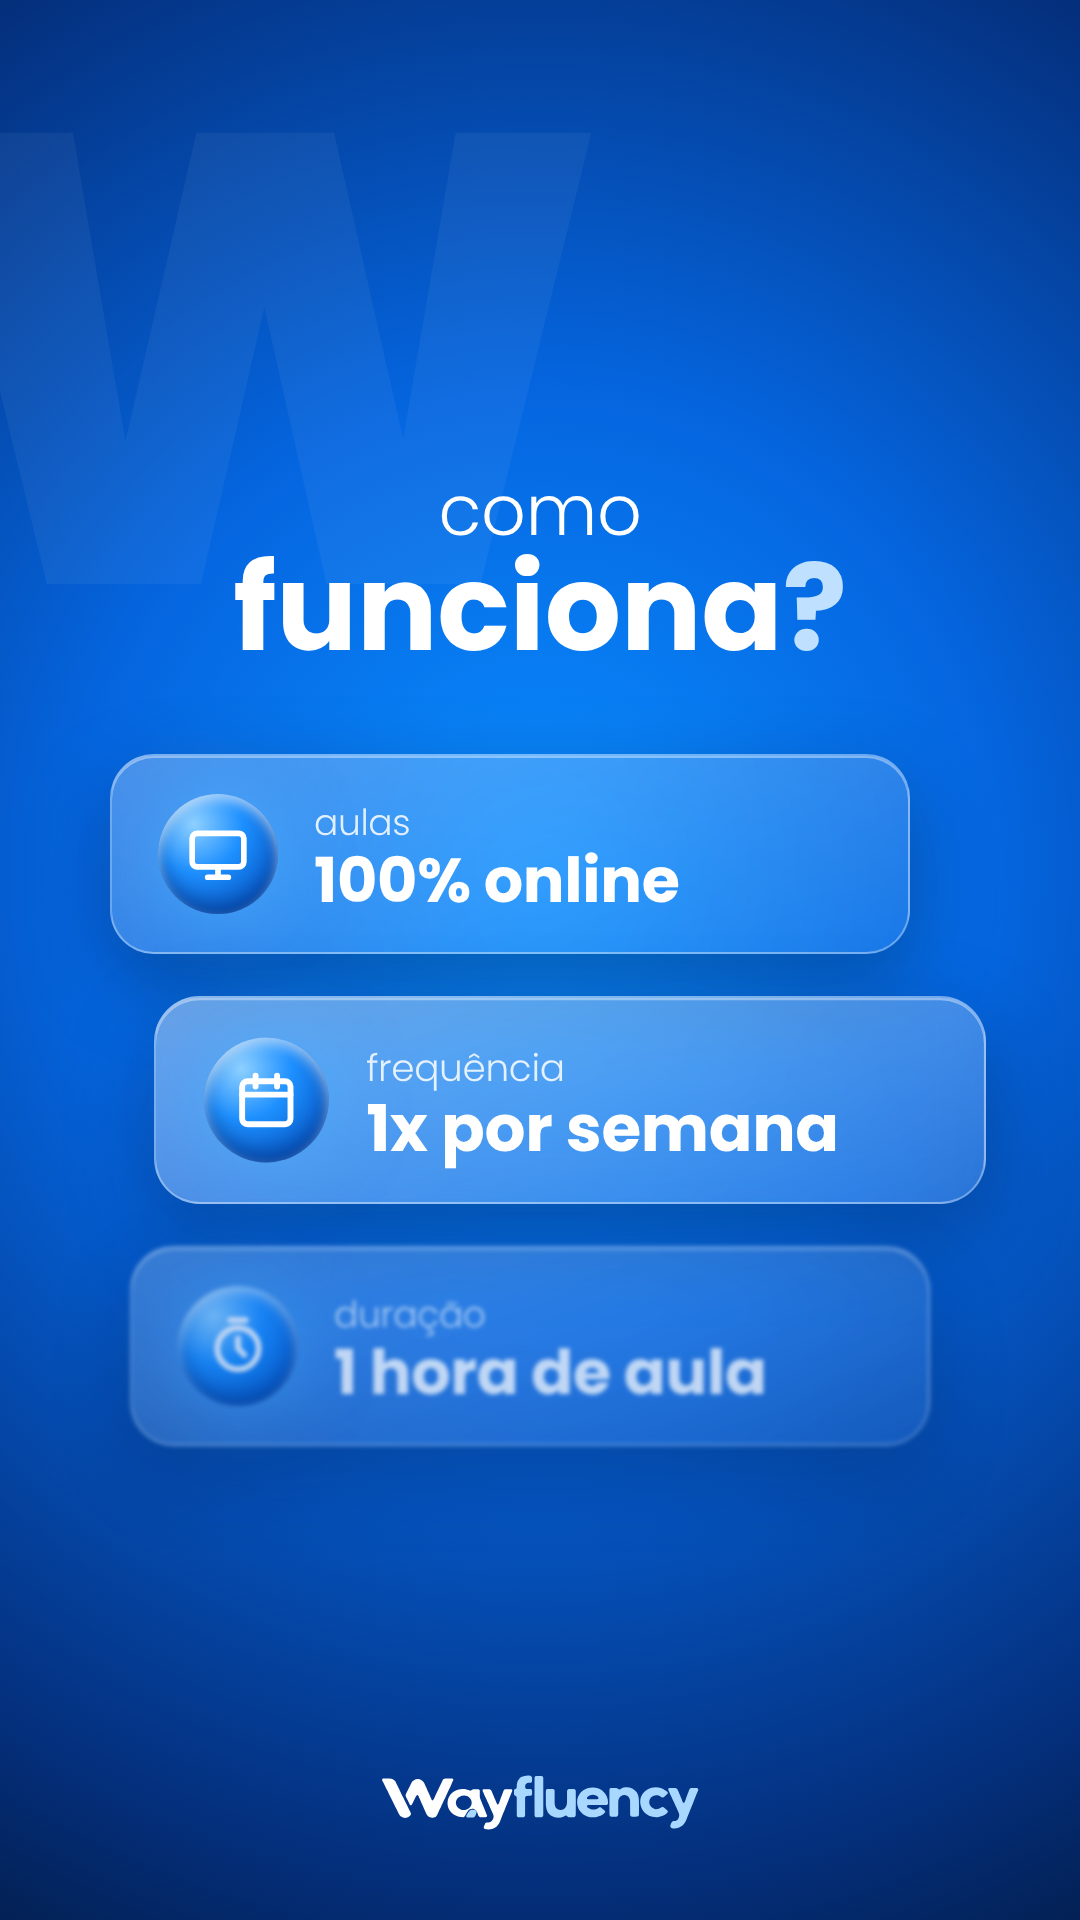 W
como
funciona?
aulas
100% online
frequência
1x por semana
duração
1 hora de aula
Wayfluency